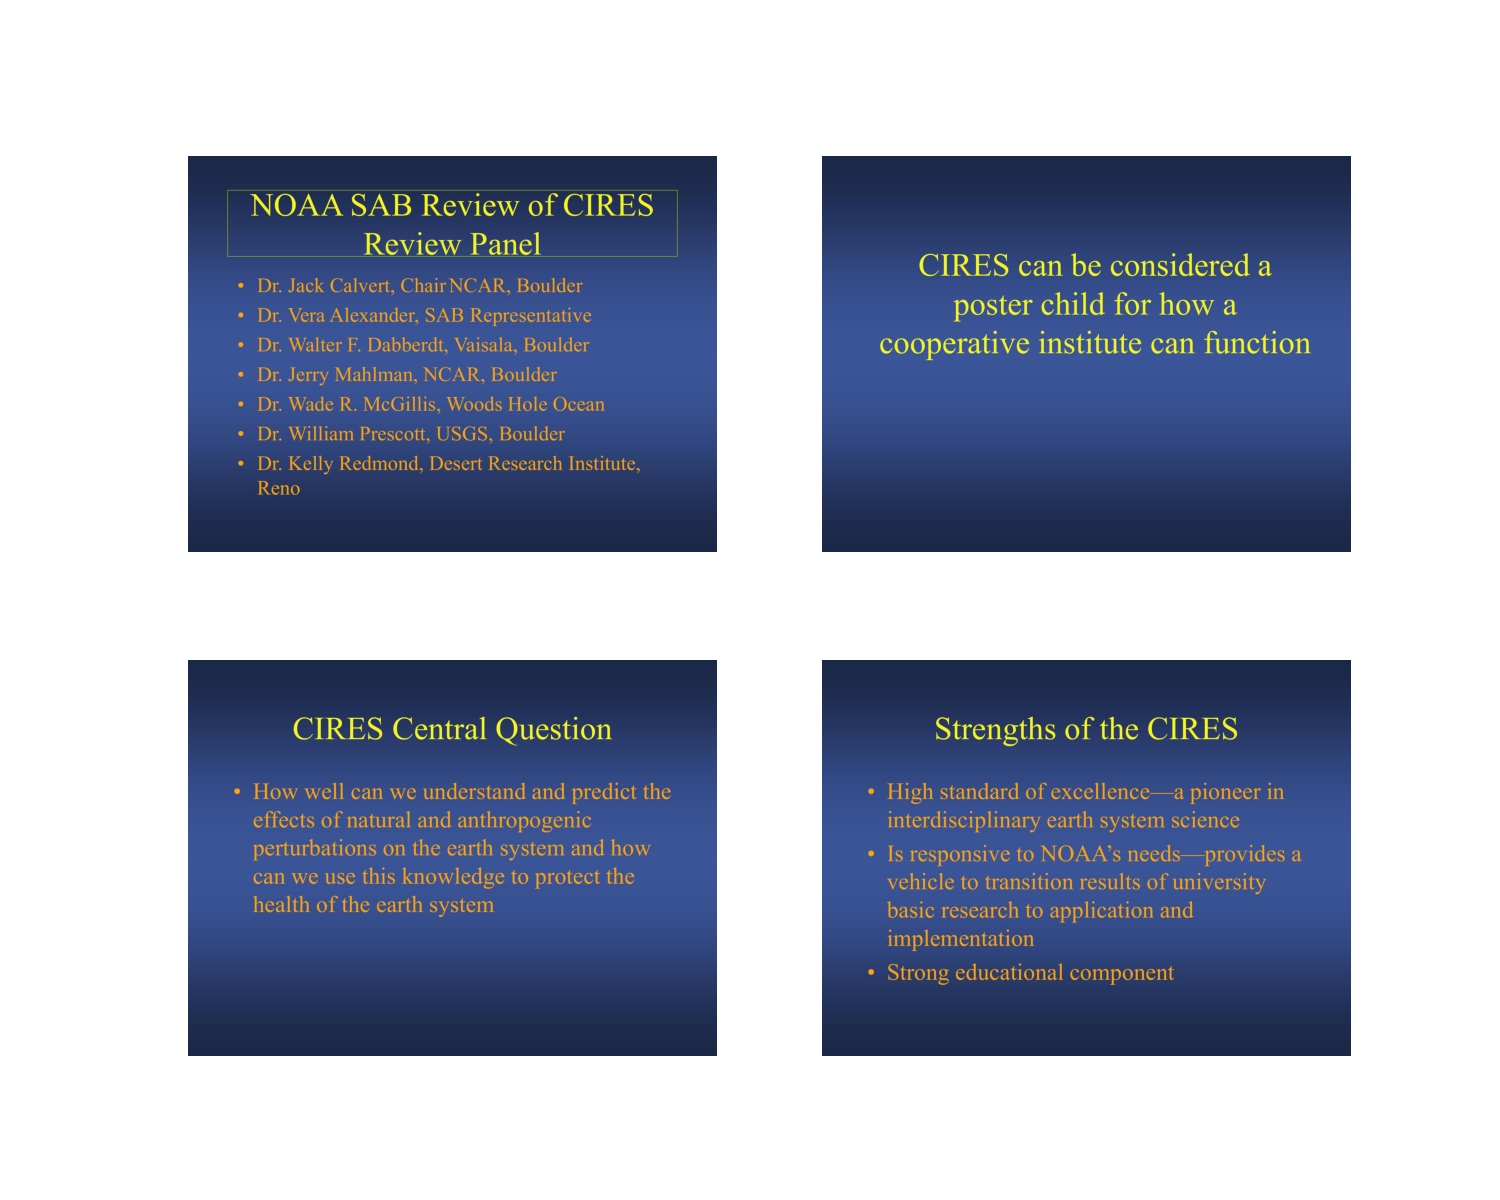 NOAA SAB Review of CIRES
Review Panel
• Dr. Jack Calvert, Chair NCAR, Boulder
• Dr. Vera Alexander, SAB Representative
• Dr. Walter F. Dabberdt, Vaisala, Boulder
• Dr. Jerry Mahlman, NCAR, Boulder
• Dr. Wade R. McGillis, Woods Hole Ocean
• Dr. William Prescott, USGS, Boulder
• Dr. Kelly Redmond, Desert Research Institute,
Reno
CIRES can be considered a
poster child for how a
cooperative institute can function
CIRES Central Question
• How well can we understand and predict the
effects of natural and anthropogenic
perturbations on the earth system and how
can we use this knowledge to protect the
health of the earth system
Strengths of the CIRES
• High standard of excellence—a pioneer in
interdisciplinary earth system science
• Is responsive to NOAA’s needs—provides a
vehicle to transition results of university
basic research to application and
implementation
• Strong educational component